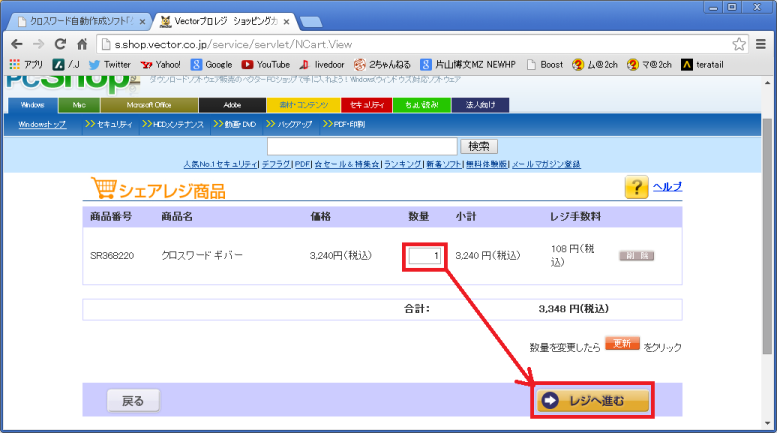 クロスワード自動作成ソフト「
Vectorプロレジ ショッピングカ
s.shop.vector.co.jp/service/servlet/NCart.View
アプリ /.J Twitter Yahoo! Google YouTube livedoor 2ちゃんねる 片山博文MZ NEWHP Boost ム@2ch マ@2ch teratail
PCShop
ダウンロードソフトウェア販売のベクターPCショップで手に入れよう！Windows(ウィンドウズ)対応ソフトウェア
Windows Mac Microsoft Office Adobe 素材・コンテンツ セキュリティ ちょい読み 法人向け
Windowsトップ >>セキュリティ >>HDメンテナンス >>動画・DVD >>バックアップ >>PDF・印刷
検索
人気No.1セキュリティ|デフラグ|PDF|☆セール＆特集☆|ランキング|新着ソフト|無料体験版|メールマガジン登録
シェアレジ商品
? ヘルプ
商品番号 商品名 価格 数量 小計 レジ手数料
SR368220 クロスワード ギバー 3,240円(税込) 1 3,240 円(税込) 108 円(税込) 削 除
合計： 3,348 円(税込)
数量を変更したら 更新 をクリック
戻る レジへ進む